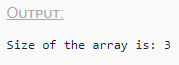 OUTPUT:
Size of the array is: 3